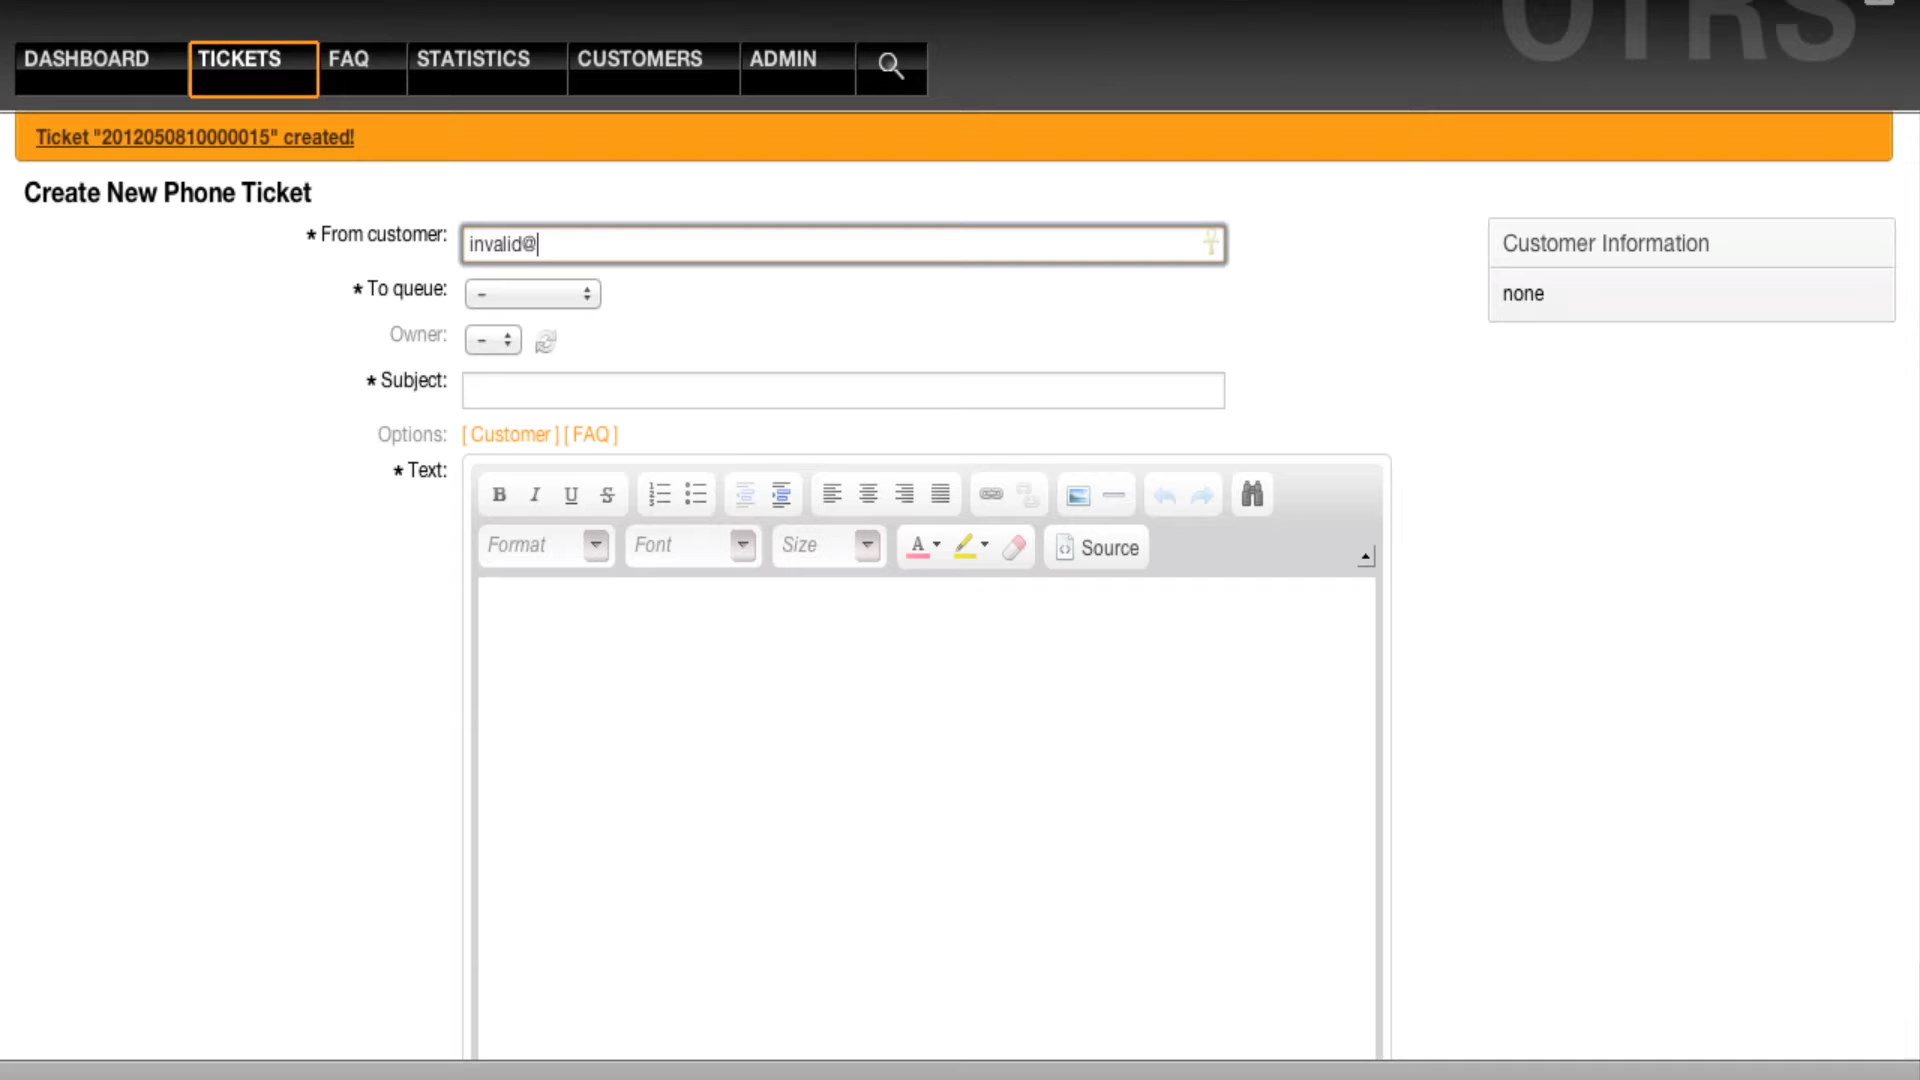 OTRS
DASHBOARD TICKETS FAQ STATISTICS CUSTOMERS ADMIN
Ticket "2012050810000015" created!
Create New Phone Ticket
* From customer: invalid@
Customer Information
none
* To queue: -
Owner: -
* Subject:
Options: [ Customer ] [ FAQ ]
* Text:
B I U S
Format Font Size A Source